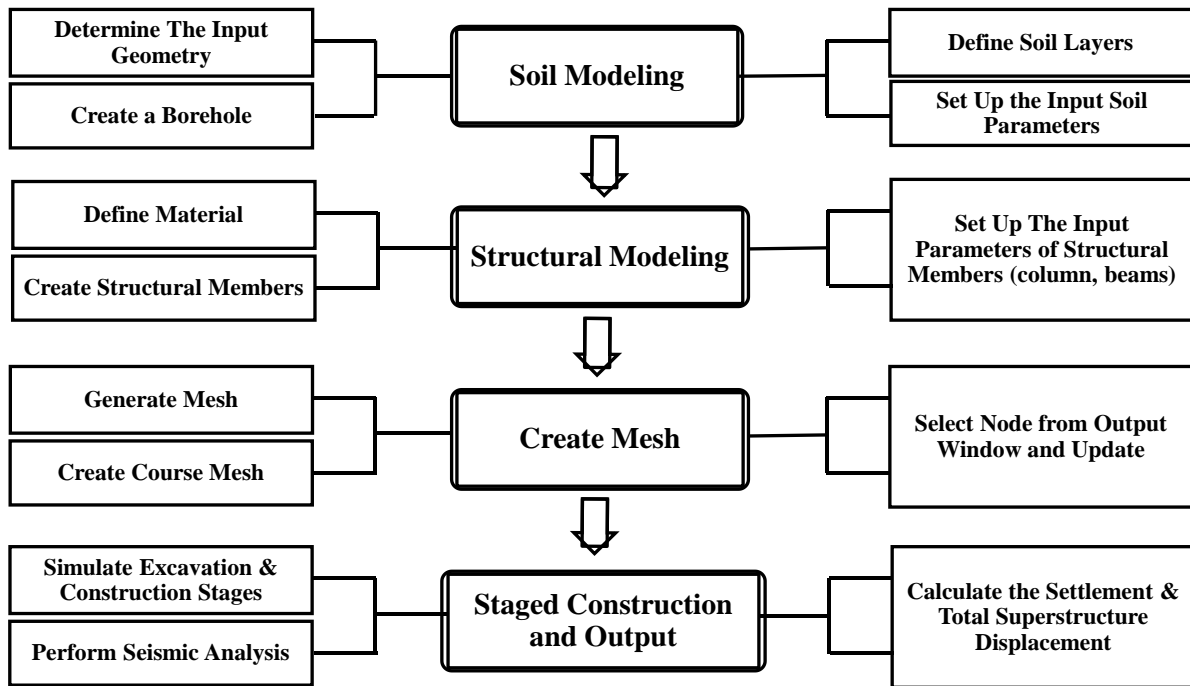 Determine The Input
Geometry
Create a Borehole
Soil Modeling
Define Soil Layers
Set Up the Input Soil
Parameters
Define Material
Create Structural Members
Structural Modeling
Set Up The Input
Parameters of Structural
Members (column, beams)
Generate Mesh
Create Course Mesh
Create Mesh
Select Node from Output
Window and Update
Simulate Excavation &
Construction Stages
Perform Seismic Analysis
Staged Construction
and Output
Calculate the Settlement &
Total Superstructure
Displacement